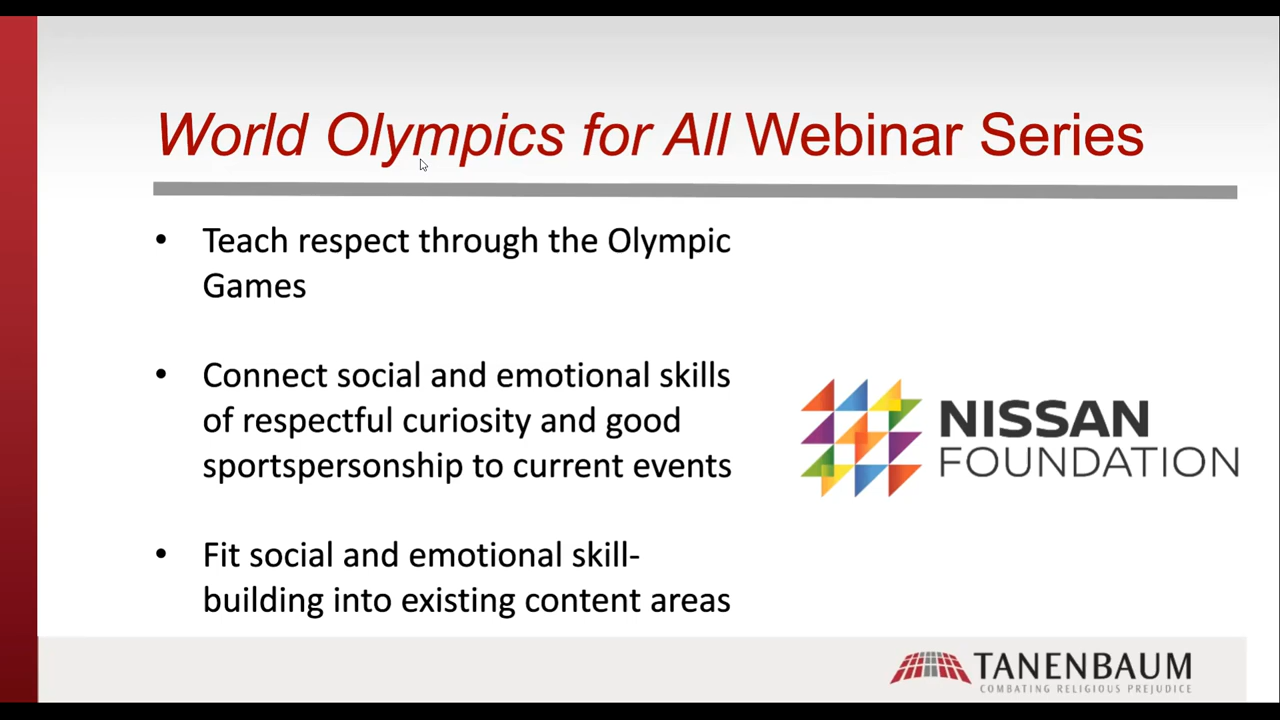 World Olympics for All Webinar Series
• Teach respect through the Olympic
Games
• Connect social and emotional skills
of respectful curiosity and good
sportspersonship to current events
• Fit social and emotional skill-
building into existing content areas
NISSAN
FOUNDATION
TANENBAUM
COMBATING RELIGIOUS PREJUDICE